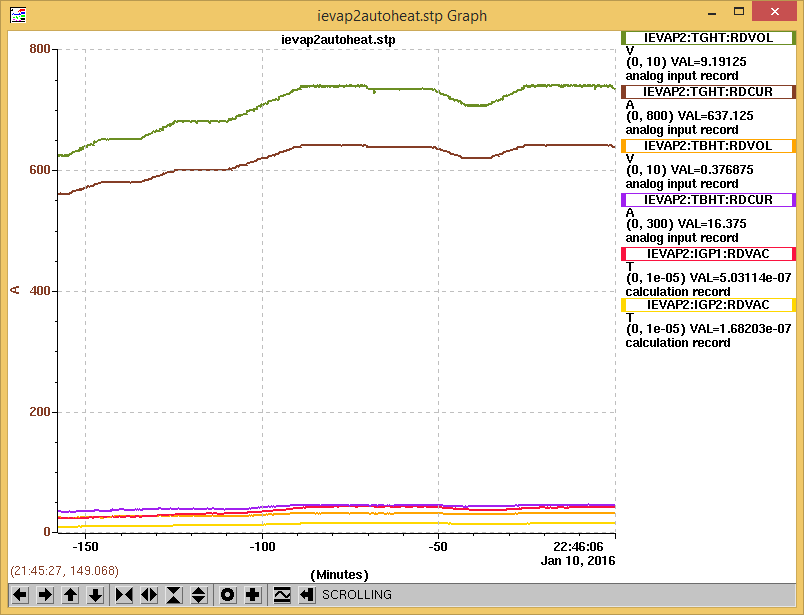 ievap2autoheat.stp Graph
ievap2autoheat.stp
800
600
400
200
0
A
-150
-100
-50
22:46:06
Jan 10, 2016
(Minutes)
(21:45:27, 149.068)
IEVAP2:TGHT:RDVOL
V
(0, 10) VAL=9.19125
analog input record
IEVAP2:TGHT:RDCUR
A
(0, 800) VAL=637.125
analog input record
IEVAP2:TBHT:RDVOL
V
(0, 10) VAL=0.376875
analog input record
IEVAP2:TBHT:RDCUR
A
(0, 300) VAL=16.375
analog input record
IEVAP2:IGP1:RDVAC
T
(0, 1e-05) VAL=5.03114e-07
calculation record
IEVAP2:IGP2:RDVAC
T
(0, 1e-05) VAL=1.68203e-07
calculation record
SCROLLING